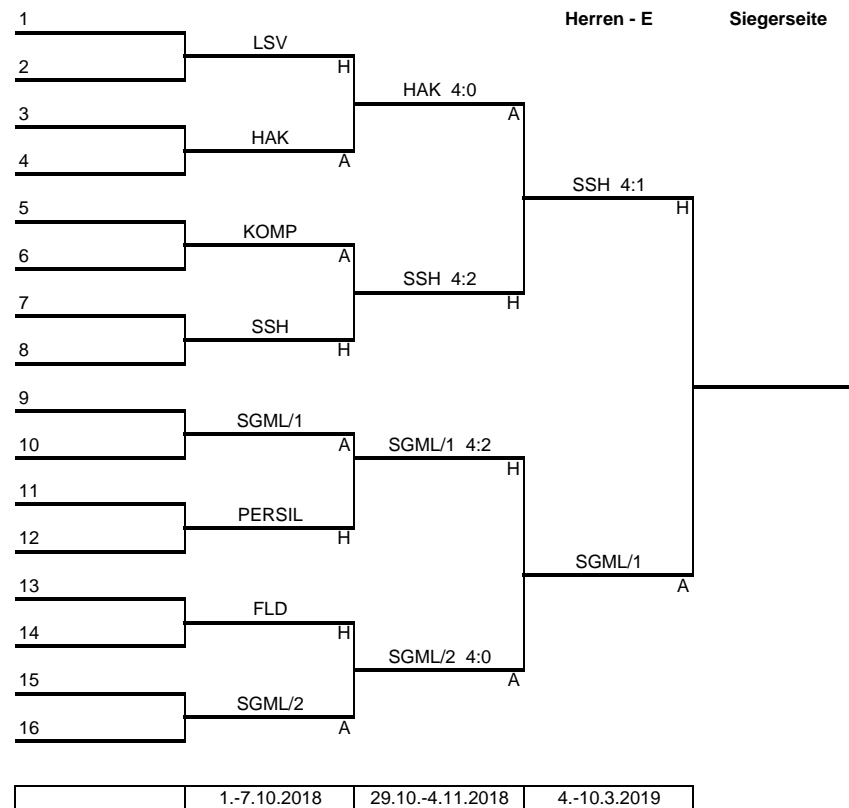 1
Herren - E
Siegerseite
LSV
2
H
HAK 4:0
3
A
HAK
4
A
SSH 4:1
5
H
KOMP
6
A
SSH 4:2
7
H
SSH
8
H
9
SGML/1
10
A
SGML/1 4:2
H
11
PERSIL
12
H
SGML/1
13
A
FLD
14
H
SGML/2 4:0
15
A
SGML/2
16
A
1.-7.10.2018
29.10.-4.11.2018
4.-10.3.2019